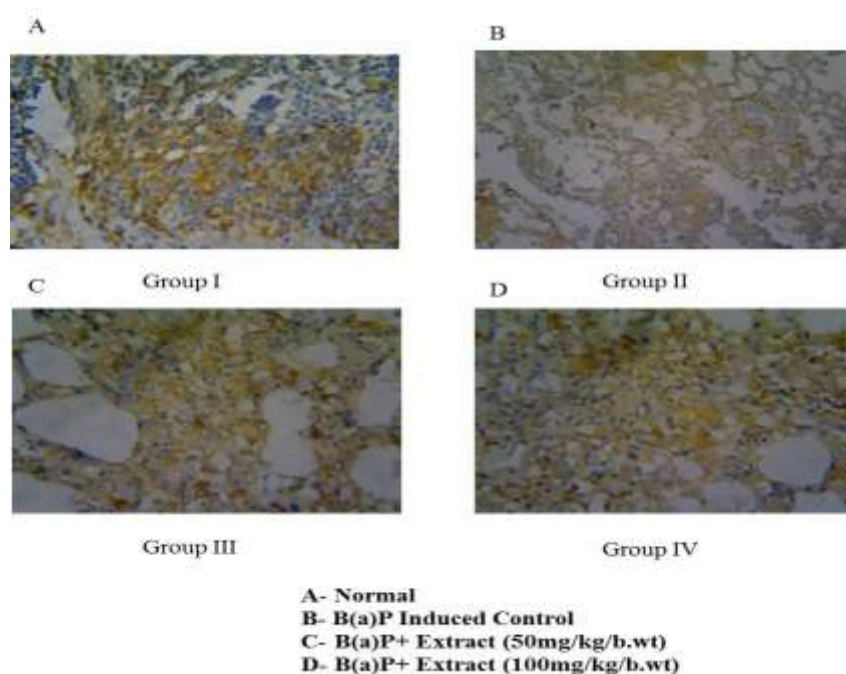 A
B
Group I
Group II
C
D
Group III
Group IV
A- Normal
B- B(a)P Induced Control
C- B(a)P+ Extract (50mg/kg/b.wt)
D- B(a)P+ Extract (100mg/kg/b.wt)